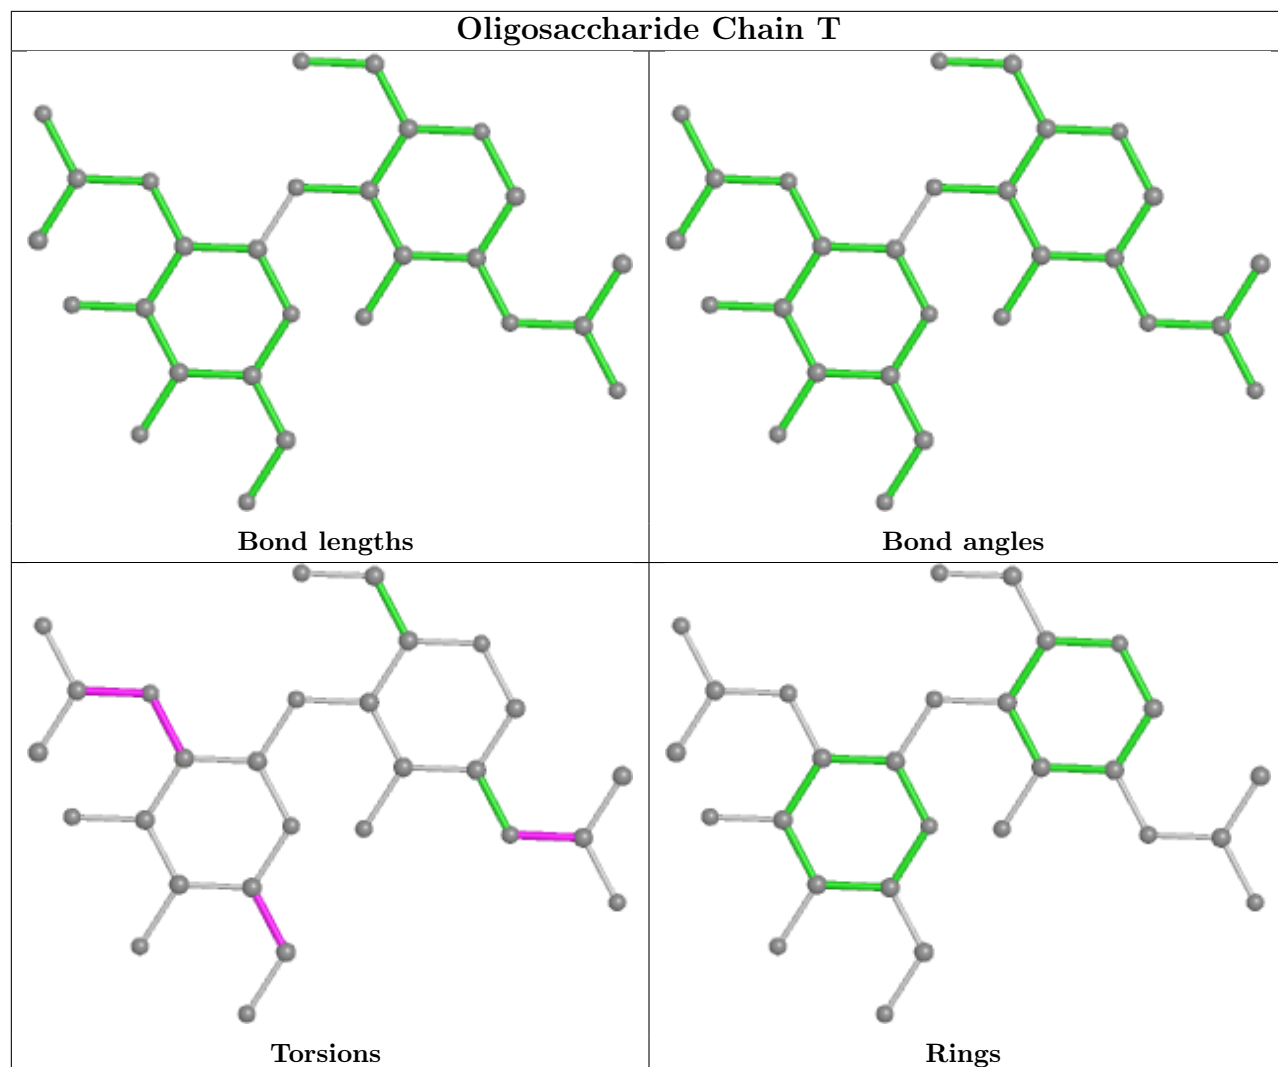 Oligosaccharide Chain T
Bond lengths
Bond angles
Torsions
Rings